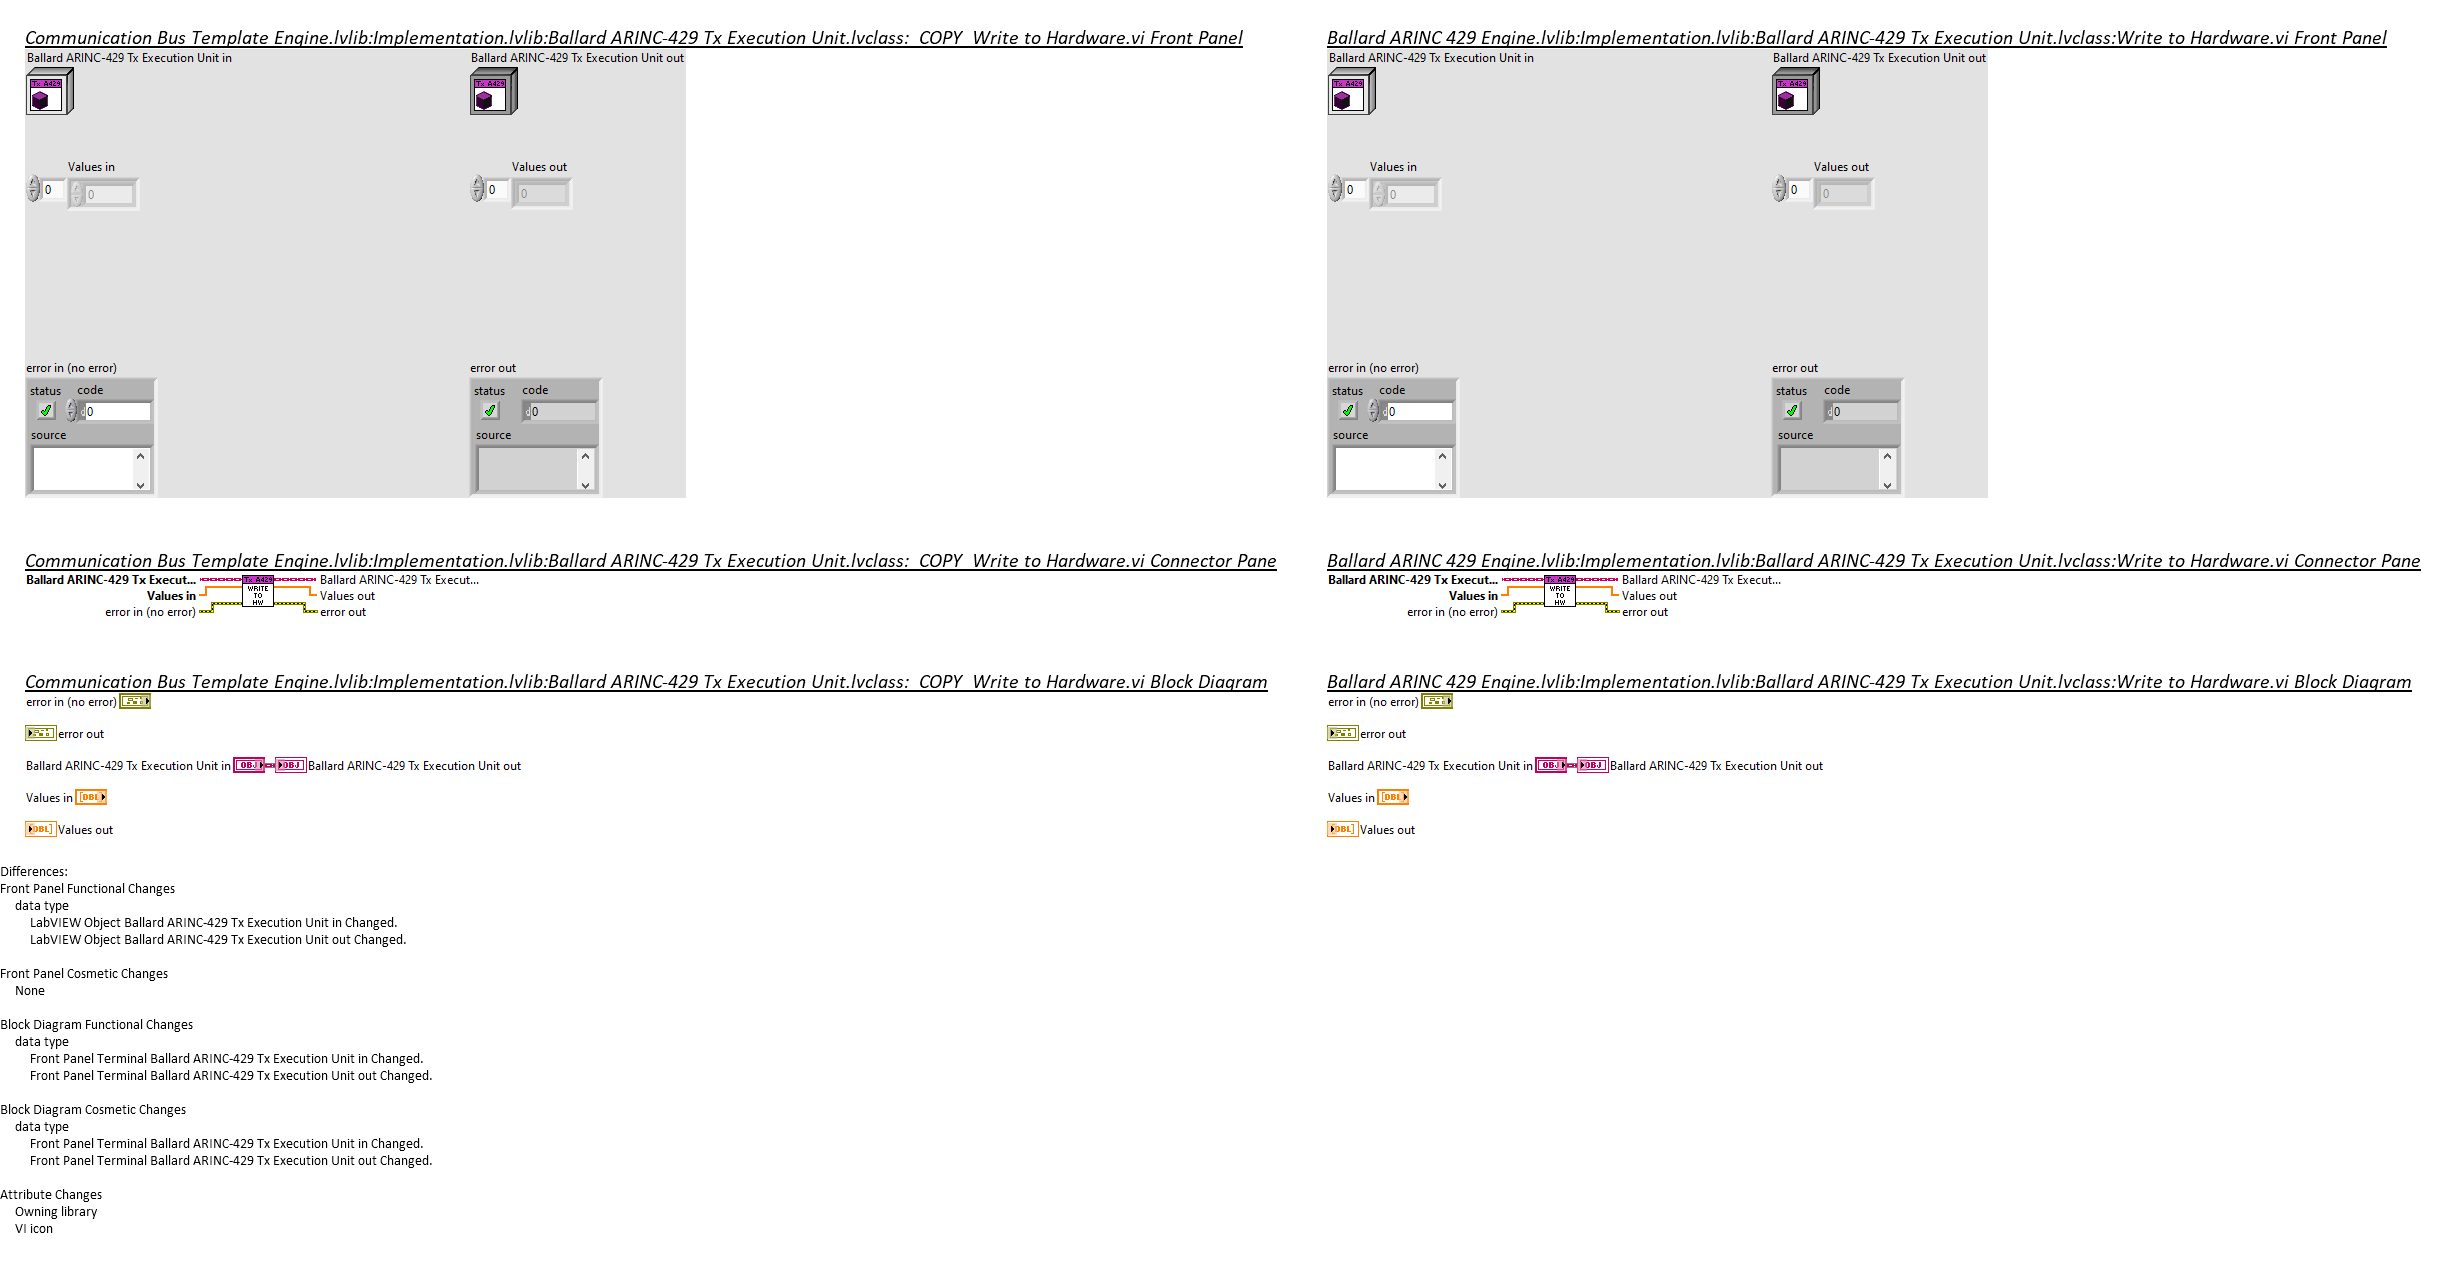 Communication Bus Template Engine.lvlib:Implementation.lvlib:Ballard ARINC-429 Tx Execution Unit.lvclass:  COPY  Write to Hardware.vi Front Panel
Ballard ARINC-429 Tx Execution Unit in
Ballard ARINC-429 Tx Execution Unit out
Tx A429
Tx A429
Values in
Values out
0
0
0
0
error in (no error)
error out
status code
status code
d0
d0
source
source
Ballard ARINC 429 Engine.lvlib:Implementation.lvlib:Ballard ARINC-429 Tx Execution Unit.lvclass:Write to Hardware.vi Front Panel
Ballard ARINC-429 Tx Execution Unit in
Ballard ARINC-429 Tx Execution Unit out
Tx A429
Tx A429
Values in
Values out
0
0
0
0
error in (no error)
error out
status code
status code
d0
d0
source
source
Communication Bus Template Engine.lvlib:Implementation.lvlib:Ballard ARINC-429 Tx Execution Unit.lvclass:  COPY  Write to Hardware.vi Connector Pane
Ballard ARINC-429 Tx Execut...
Values in
error in (no error)
Tx A429
WRITE
TO
HW
Ballard ARINC-429 Tx Execut...
Values out
error out
Ballard ARINC 429 Engine.lvlib:Implementation.lvlib:Ballard ARINC-429 Tx Execution Unit.lvclass:Write to Hardware.vi Connector Pane
Ballard ARINC-429 Tx Execut...
Values in
error in (no error)
Tx A429
WRITE
TO
HW
Ballard ARINC-429 Tx Execut...
Values out
error out
Communication Bus Template Engine.lvlib:Implementation.lvlib:Ballard ARINC-429 Tx Execution Unit.lvclass:  COPY  Write to Hardware.vi Block Diagram
error in (no error)
error out
Ballard ARINC-429 Tx Execution Unit in OBJ OBJ Ballard ARINC-429 Tx Execution Unit out
Values in [DBL]
[DBL] Values out
Ballard ARINC 429 Engine.lvlib:Implementation.lvlib:Ballard ARINC-429 Tx Execution Unit.lvclass:Write to Hardware.vi Block Diagram
error in (no error)
error out
Ballard ARINC-429 Tx Execution Unit in OBJ OBJ Ballard ARINC-429 Tx Execution Unit out
Values in [DBL]
[DBL] Values out
Differences:
Front Panel Functional Changes
data type
LabVIEW Object Ballard ARINC-429 Tx Execution Unit in Changed.
LabVIEW Object Ballard ARINC-429 Tx Execution Unit out Changed.
Front Panel Cosmetic Changes
None
Block Diagram Functional Changes
data type
Front Panel Terminal Ballard ARINC-429 Tx Execution Unit in Changed.
Front Panel Terminal Ballard ARINC-429 Tx Execution Unit out Changed.
Block Diagram Cosmetic Changes
data type
Front Panel Terminal Ballard ARINC-429 Tx Execution Unit in Changed.
Front Panel Terminal Ballard ARINC-429 Tx Execution Unit out Changed.
Attribute Changes
Owning library
VI icon